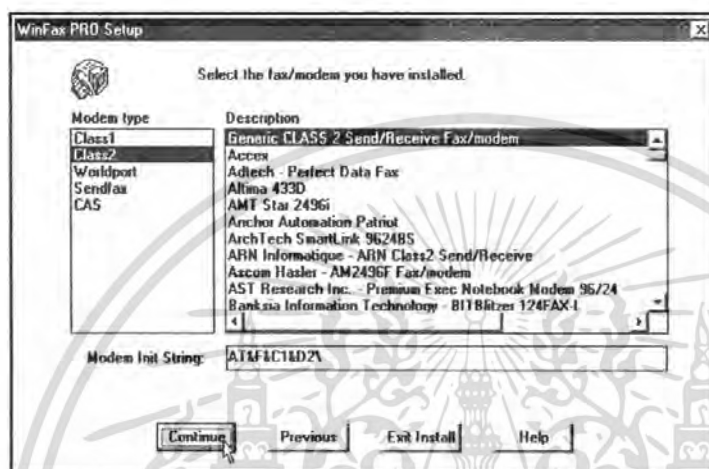 WinFax PRO Setup
Select the fax/modem you have installed.
Modem type
Description
Class1
Class2
Worldport
Sendfax
CAS
Generic CLASS 2 Send/Receive Fax/modem
Accex
Adtech - Perfect Data Fax
Altima 433D
AMT Star 2496i
Anchor Automation Patriot
ArchTech SmartLink 9624BS
ARN Informatique - ARN Class2 Send/Receive
Ascom Hasler - AM2496F Fax/modem
AST Research Inc. - Premium Exec Notebook Modem 96/24
Banksia Information Technology - BITBlitzer 124FAX-I
Modem Init String: AT&F&C1&D2\
Continue Previous Exit Install Help